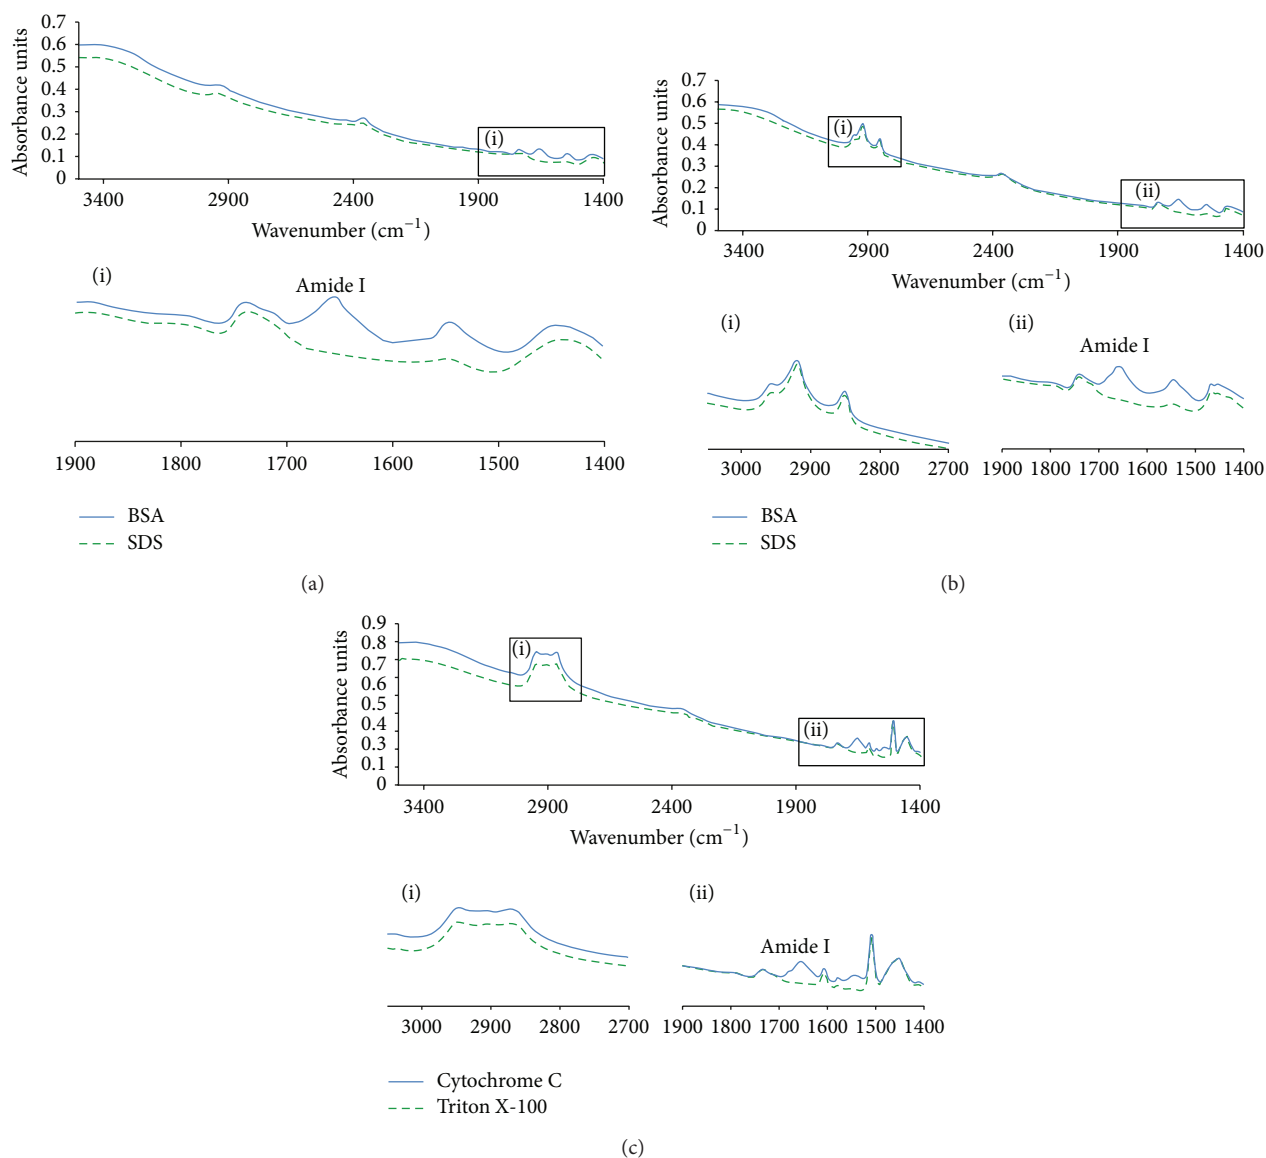 0.7
0.6
0.5
0.4
0.3
0.2
0.1
0
Absorbance units
(i)
3400 2900 2400 1900 1400
Wavenumber (cm−1)
(i)
Amide I
1900 1800 1700 1600 1500 1400
BSA
SDS
(a)
0.7
0.6
0.5
0.4
0.3
0.2
0.1
0
Absorbance units
(i)
(ii)
3400 2900 2400 1900 1400
Wavenumber (cm−1)
(i)
3000 2900 2800 2700
(ii)
Amide I
1900 1800 1700 1600 1500 1400
BSA
SDS
(b)
0.9
0.8
0.7
0.6
0.5
0.4
0.3
0.1
0
Absorbance units
(i)
(ii)
3400 2900 2400 1900 1400
Wavenumber (cm−1)
(i)
3000 2900 2800 2700
(ii)
Amide I
1900 1800 1700 1600 1500 1400
Cytochrome C
Triton X-100
(c)